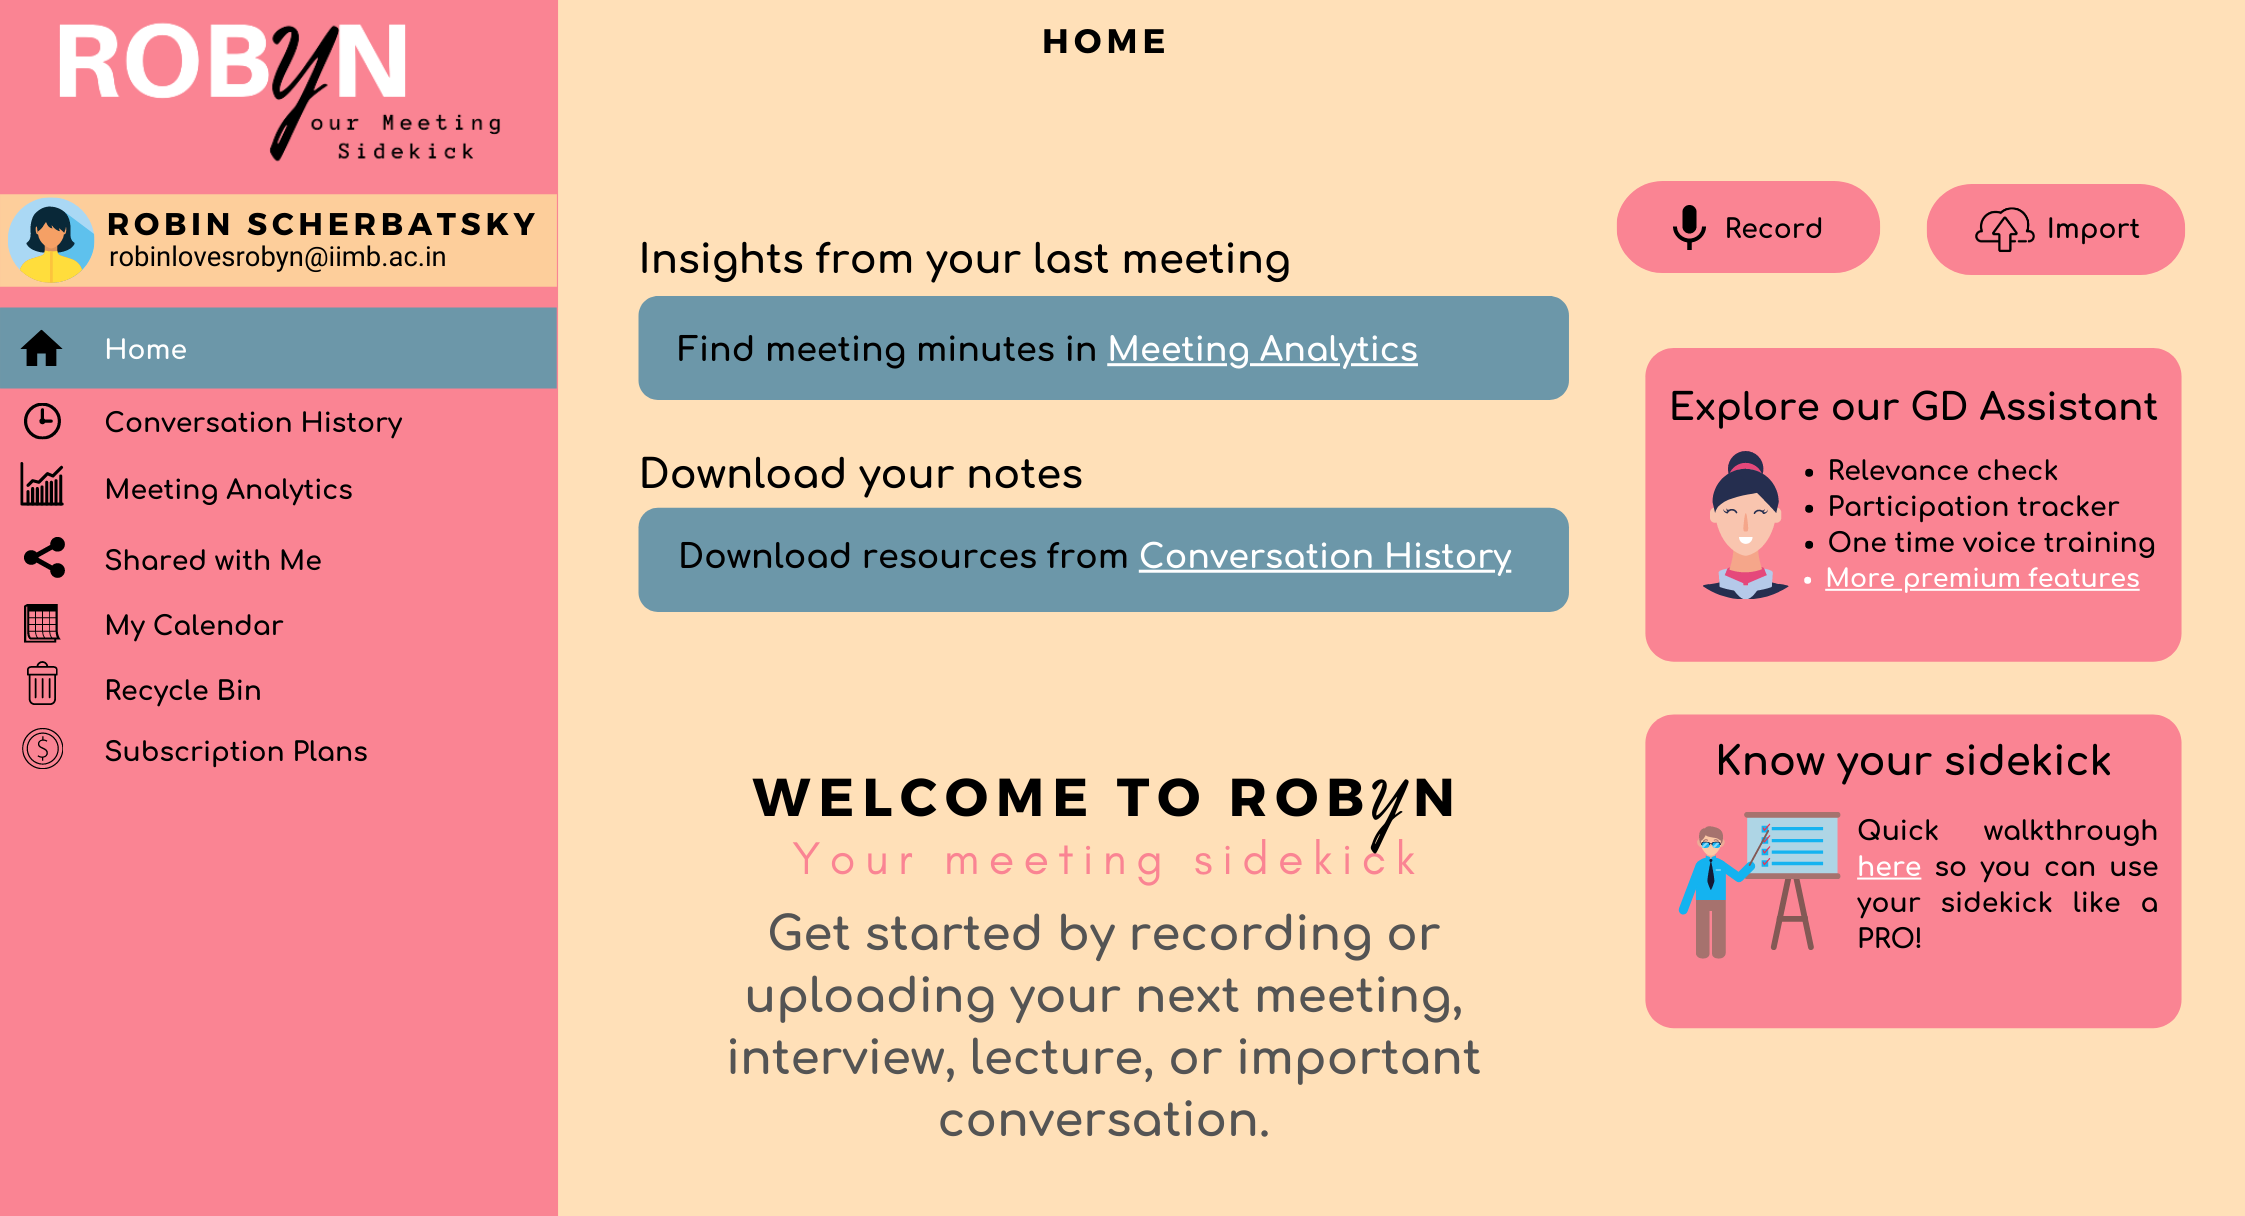 ROByN
our Meeting
Sidekick
ROBIN SCHERBATSKY
robinlovesrobyn@iimb.ac.in
Home
Conversation History
Meeting Analytics
Shared with Me
My Calendar
Recycle Bin
Subscription Plans
HOME
Insights from your last meeting
Find meeting minutes in Meeting Analytics
Download your notes
Download resources from Conversation History
WELCOME TO ROByN
Your meeting sidekick
Get started by recording or
uploading your next meeting,
interview, lecture, or important
conversation.
Record
Import
Explore our GD Assistant
• Relevance check
• Participation tracker
• One time voice training
• More premium features
Know your sidekick
Quick walkthrough
here so you can use
your sidekick like a
PRO!